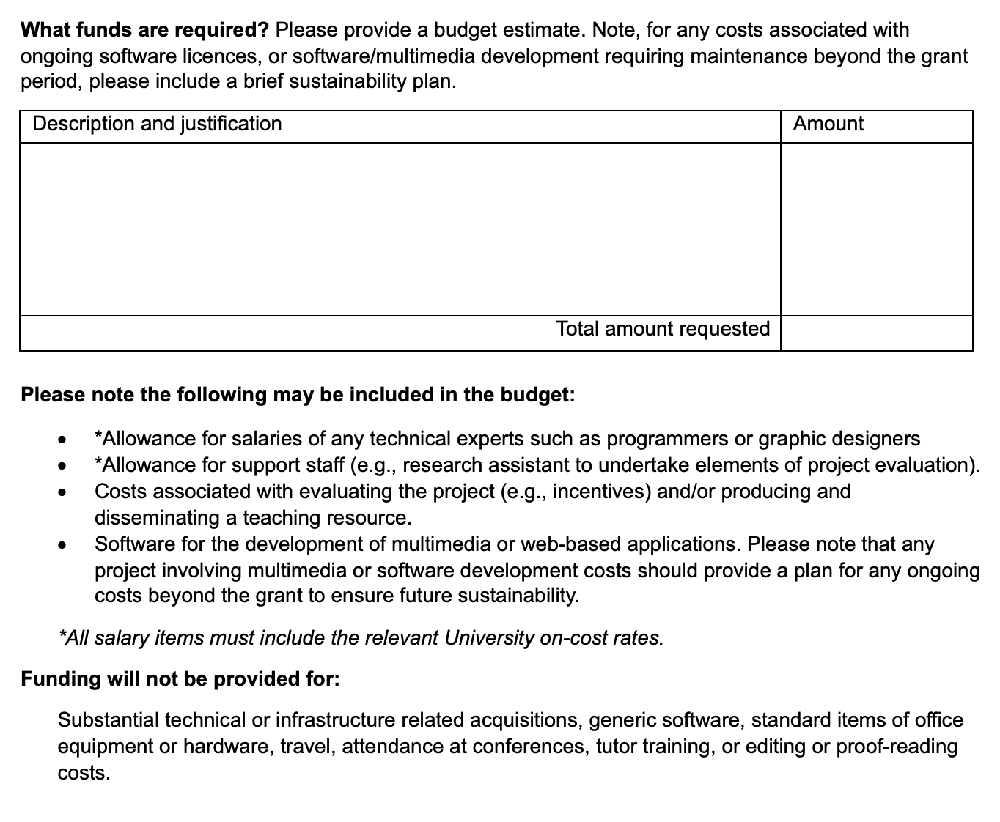 What funds are required? Please provide a budget estimate. Note, for any costs associated with
ongoing software licences, or software/multimedia development requiring maintenance beyond the grant
period, please include a brief sustainability plan.
Description and justification
Amount
Total amount requested
Please note the following may be included in the budget:
• *Allowance for salaries of any technical experts such as programmers or graphic designers
• *Allowance for support staff (e.g., research assistant to undertake elements of project evaluation).
• Costs associated with evaluating the project (e.g., incentives) and/or producing and
disseminating a teaching resource.
• Software for the development of multimedia or web-based applications. Please note that any
project involving multimedia or software development costs should provide a plan for any ongoing
costs beyond the grant to ensure future sustainability.
*All salary items must include the relevant University on-cost rates.
Funding will not be provided for:
Substantial technical or infrastructure related acquisitions, generic software, standard items of office
equipment or hardware, travel, attendance at conferences, tutor training, or editing or proof-reading
costs.